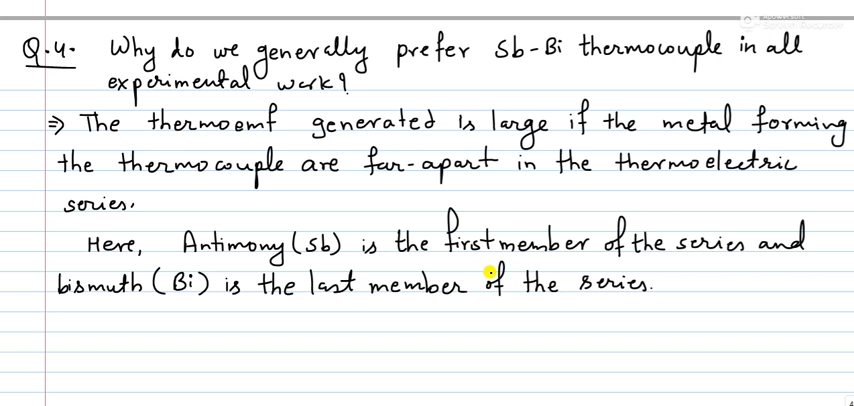 Q.4. Why do we generally prefer Sb-Bi thermocouple in all
experimental work?
⇒ The thermoemf generated is large if the metal forming
the thermocouple are far-apart in the thermoelectric
series.
Here, Antimony (Sb) is the first member of the series and
bismuth (Bi) is the last member of the series.